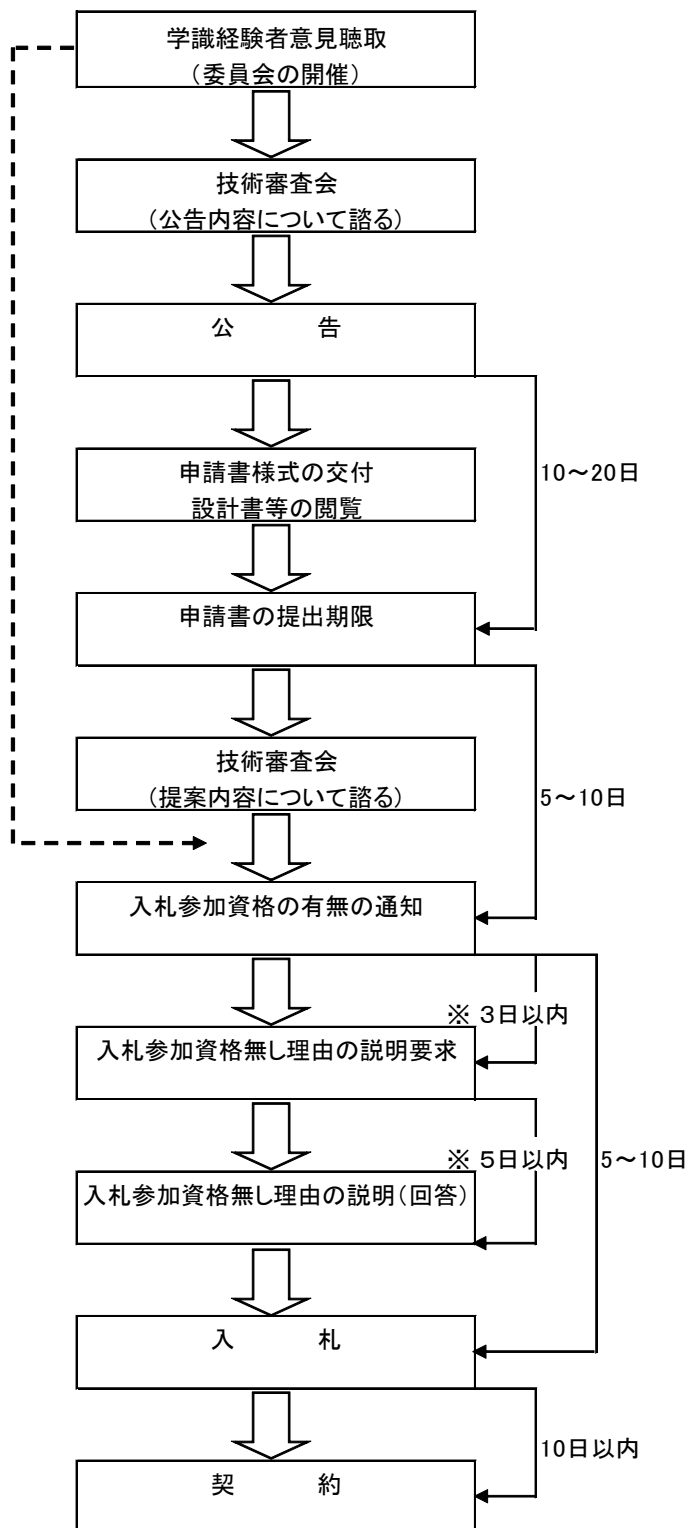 学識経験者意見聴取
（委員会の開催）
技術審査会
（公告内容について諮る）
公　　　告
申請書様式の交付
設計書等の閲覧
10～20日
申請書の提出期限
技術審査会
（提案内容について諮る）
5～10日
入札参加資格の有無の通知
※ 3日以内
入札参加資格無し理由の説明要求
※ 5日以内
5～10日
入札参加資格無し理由の説明（回答）
入　　　札
10日以内
契　　　約